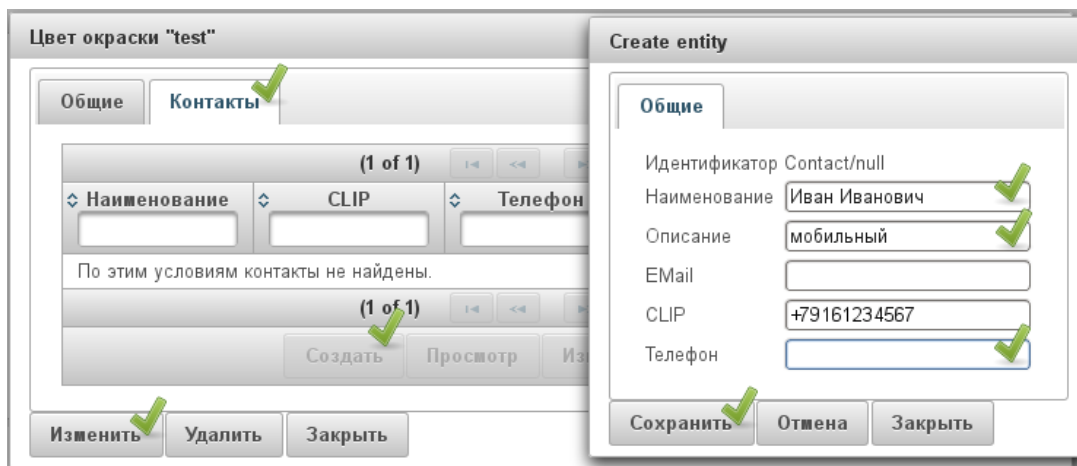 Цвет окраски "test"
Общие
Контакты
(1 of 1)
Наименование
CLIP
Телефон
По этим условиям контакты не найдены.
(1 of 1)
Создать
Просмотр
Изменить
Удалить
Закрыть
Create entity
Общие
Идентификатор Contact/null
Наименование Иван Иванович
Описание мобильный
EMail
CLIP +79161234567
Телефон
Сохранить
Отмена
Закрыть